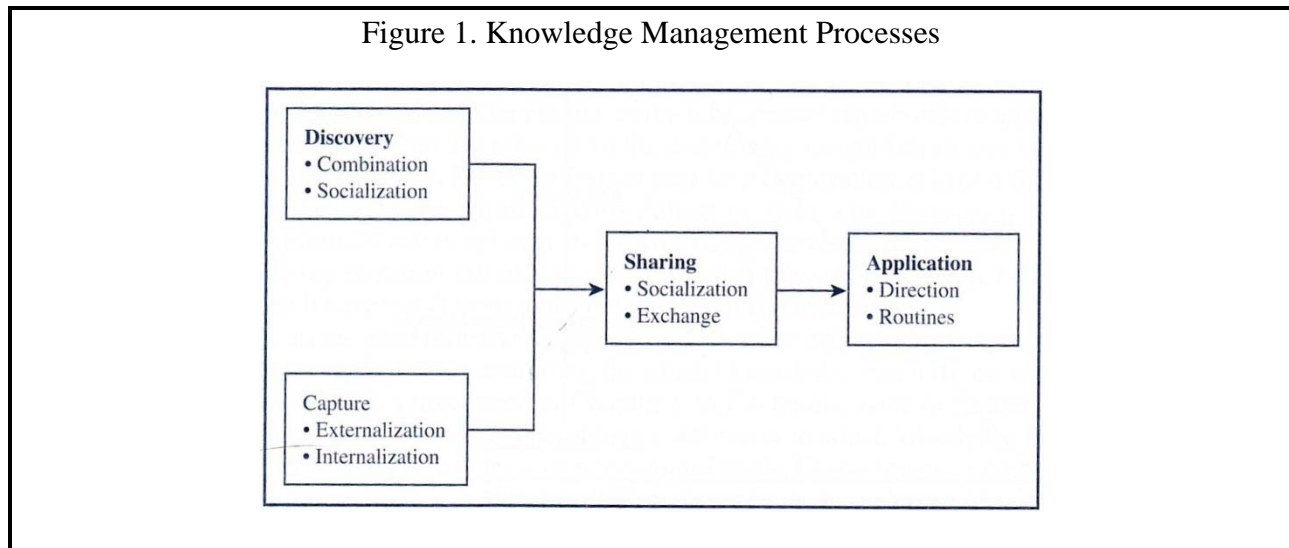 Figure 1. Knowledge Management Processes
Discovery
• Combination
• Socialization
Capture
• Externalization
• Internalization
Sharing
• Socialization
• Exchange
Application
• Direction
• Routines